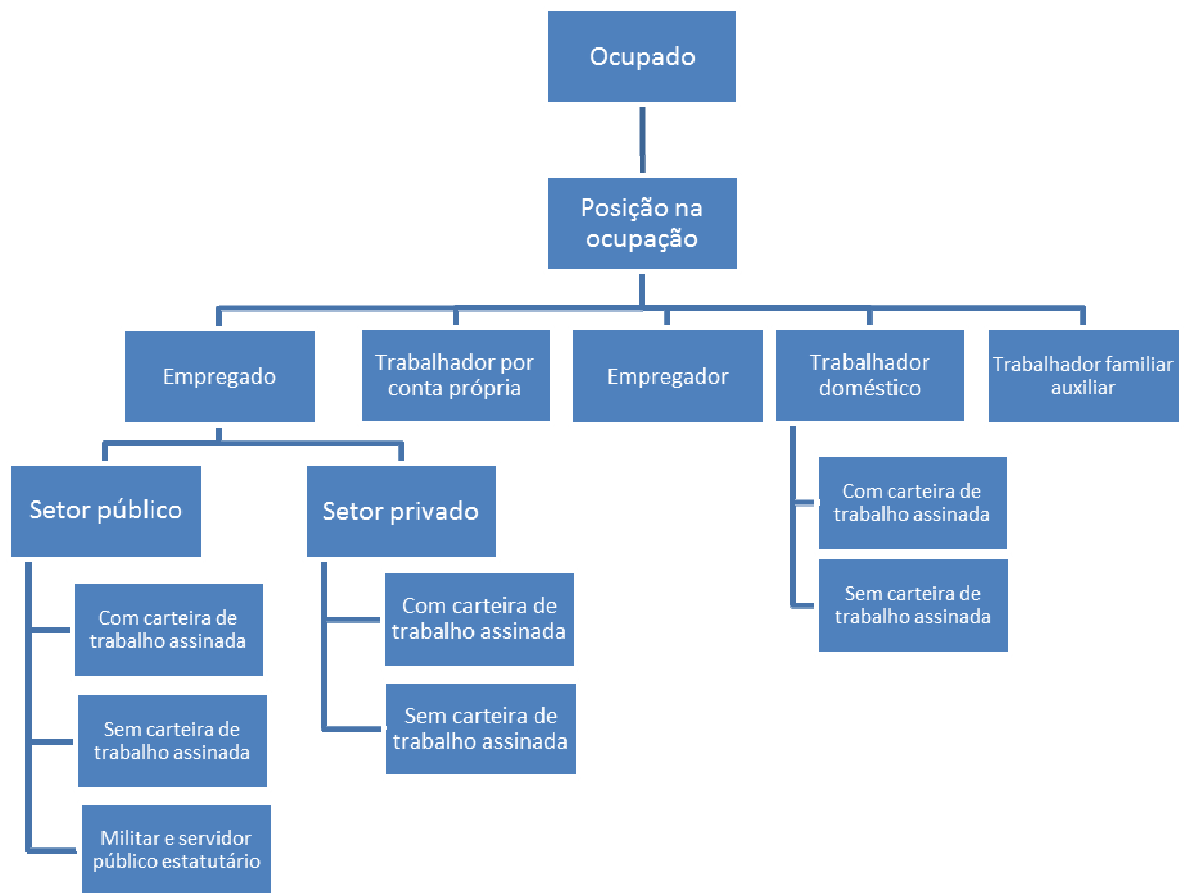 Ocupado
Posição na
ocupação
Empregado
Trabalhador por
conta própria
Empregador
Trabalhador
doméstico
Trabalhador familiar
auxiliar
Setor público
Com carteira de
trabalho assinada
Sem carteira de
trabalho assinada
Militar e servidor
público estatutário
Setor privado
Com carteira de
trabalho assinada
Sem carteira de
trabalho assinada
Com carteira de
trabalho assinada
Sem carteira de
trabalho assinada